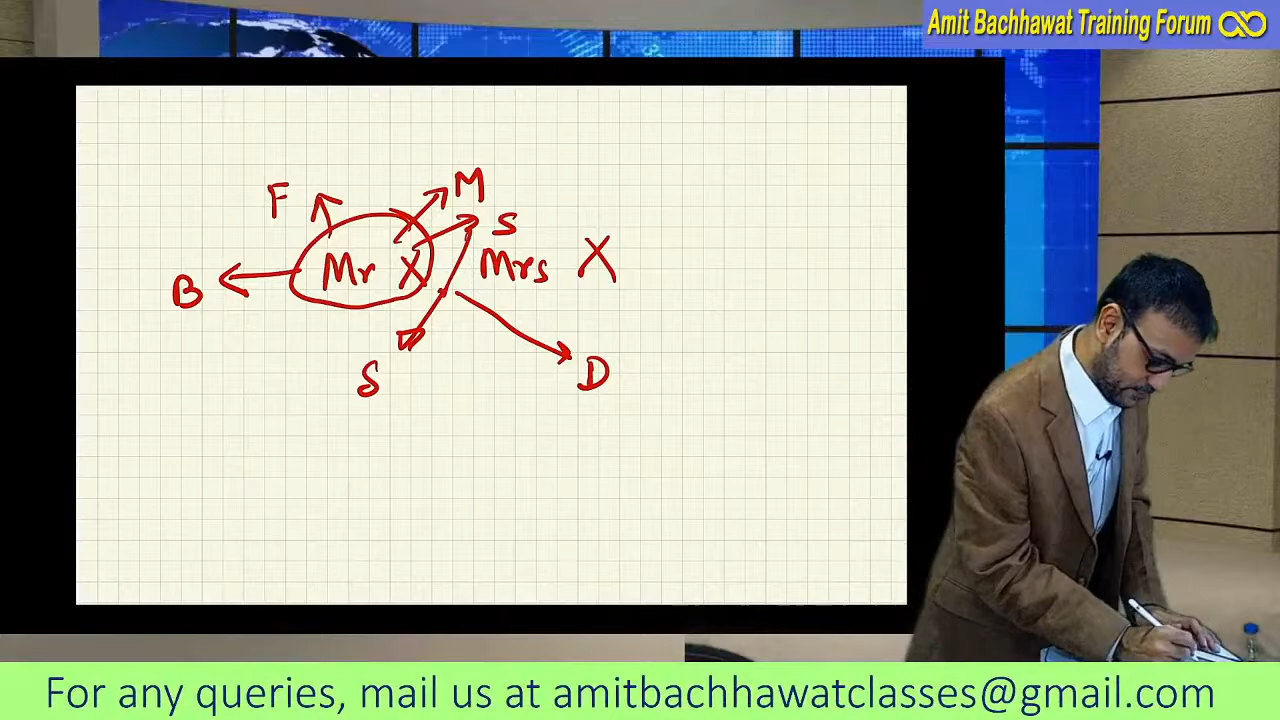 Amit Bachhawat Training Forum
M
F
S
Mr X
Mrs X
B
S
D
For any queries, mail us at amitbachhawatclasses@gmail.com